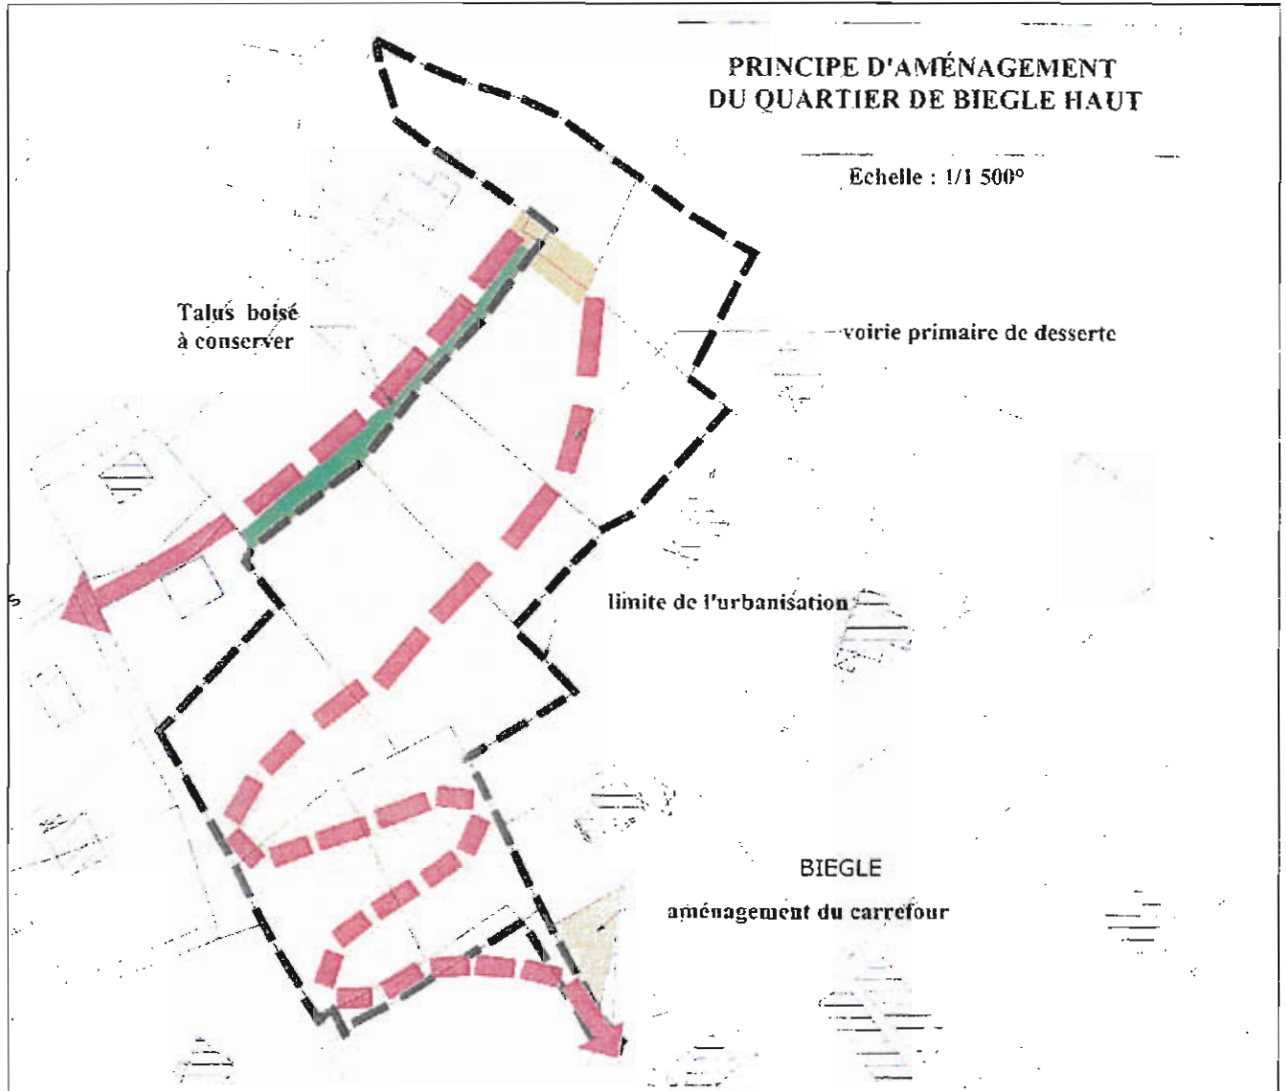 PRINCIPE D'AMÉNAGEMENT
DU QUARTIER DE BIEGLE HAUT
Echelle : 1/1 500°
Talus boisé
à conserver
voirie primaire de desserte
s
limite de l'urbanisation
BIEGLE
aménagement du carrefour